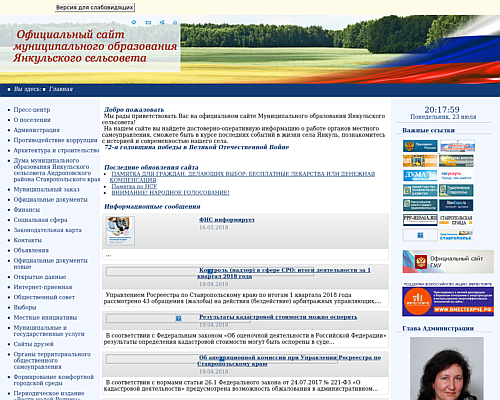 Версия для слабовидящих
Официальный сайт
муниципального образования
Янкульского сельсовета
Вы здесь: Главная
Пресс-центр
О поселении
Администрация
Противодействие коррупции
Архитектура и строительство
Дума муниципального
образования Янкульского
сельсовета Андроповского
района Ставропольского края
Муниципальный заказ
Официальные документы
Финансы
Социальная сфера
Законодательная карта
Контакты
Объявления
Официальные документы
новые
Открытые данные
Интернет-приемная
Общественный совет
Выборы
Местные инициативы
Муниципальные и
государственные услуги
Сайты друзей
Органы территориального
общественного
самоуправления
Формирование комфортной
городской среды
Периодическое издание
Добро пожаловать
Мы рады приветствовать Вас на официальном сайте Муниципального образования Янкульского
сельсовета!
На нашем сайте вы найдете достоверно-оперативную информацию о работе органов местного
самоуправления, сможете быть в курсе последних событий в жизни села Янкуль, познакомитесь
с историей и современностью нашего села.
72-я годовщина победы в Великой Отечественной Войне
Последние обновления сайта
ПАМЯТКА ДЛЯ ГРАЖДАН, ДЕЛАЮЩИХ ВЫБОР: БЕСПЛАТНЫЕ ЛЕКАРСТВА ИЛИ ДЕНЕЖНАЯ
КОМПЕНСАЦИЯ
Памятка по НСУ
ВНИМАНИЕ! НАРОДНОЕ ГОЛОСОВАНИЕ!
Информационные сообщения
ФНС информирует
16.05.2018
...
Контроль (надзор) в сфере СРО: итоги деятельности за 1
квартал 2018 года
19.04.2018
Управлением Росреестра по Ставропольскому краю по итогам 1 квартала 2018 года
рассмотрено 43 обращения (жалобы) на действия (бездействие) арбитражных управляющих,...
Результаты кадастровой стоимости можно оспорить
19.04.2018
В соответствии с Федеральным законом «Об оценочной деятельности в Российской Федерации»
результаты определения кадастровой стоимости могут быть оспорены в суде...
Об апелляционной комиссии при Управлении Росреестра по
Ставропольскому краю
19.04.2018
В соответствии с нормами статьи 26.1 Федерального закона от 24.07.2017 № 221-ФЗ «О
кадастровой деятельности» предусмотрена возможность обжалования в административном...
20:17:59
Понедельник, 23 июля
Важные ссылки
госуслуги
PPP-RUSSIA.RU
СТАВРОПОЛЬСКАЯ
ПРАВДА
СТАВРОПОЛЬЕ
Официальный сайт
ГМУ
WWW.ВМЕСТЕЯРЧЕ.РФ
Глава Администрации